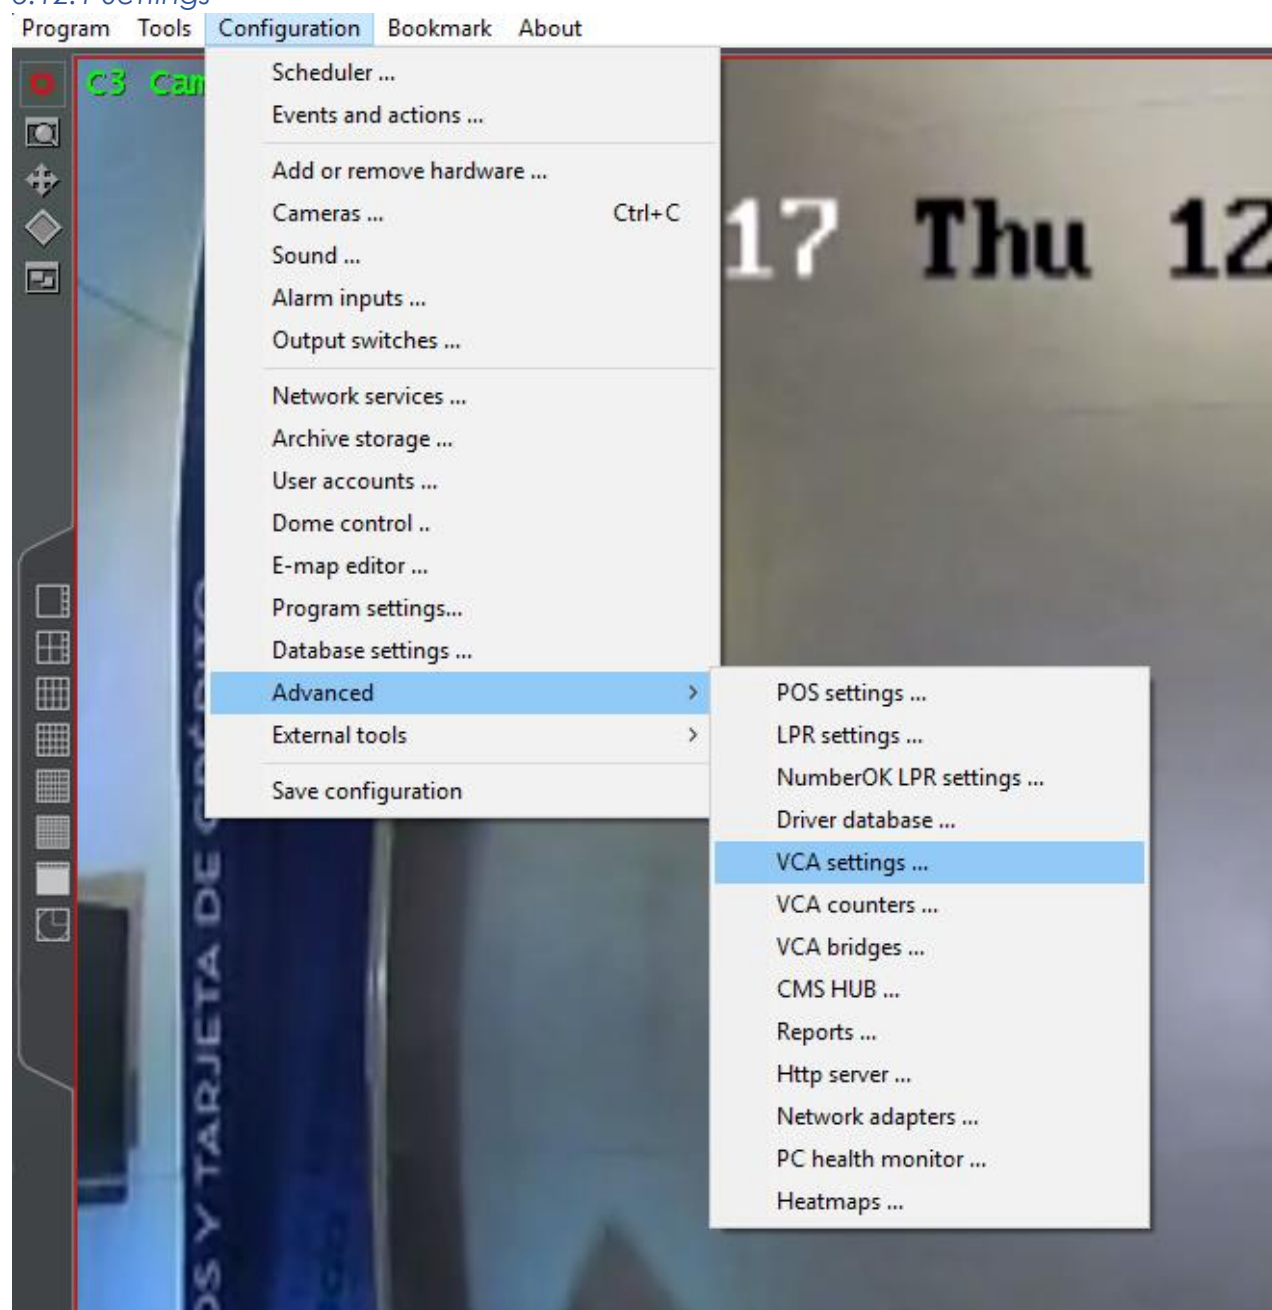 Program Tools Configuration Bookmark About
C3
Scheduler ...
Events and actions ...
Add or remove hardware ...
Cameras ... Ctrl+C
Sound ...
Alarm inputs ...
Output switches ...
Network services ...
Archive storage ...
User accounts ...
Dome control ..
E-map editor ...
Program settings...
Database settings ...
Advanced >
External tools >
Save configuration
POS settings ...
LPR settings ...
NumberOK LPR settings ...
Driver database ...
VCA settings ...
VCA counters ...
VCA bridges ...
CMS HUB ...
Reports ...
Http server ...
Network adapters ...
PC health monitor ...
Heatmaps ...
17 Thu 12
Y TARJETA DE CRÉDITO